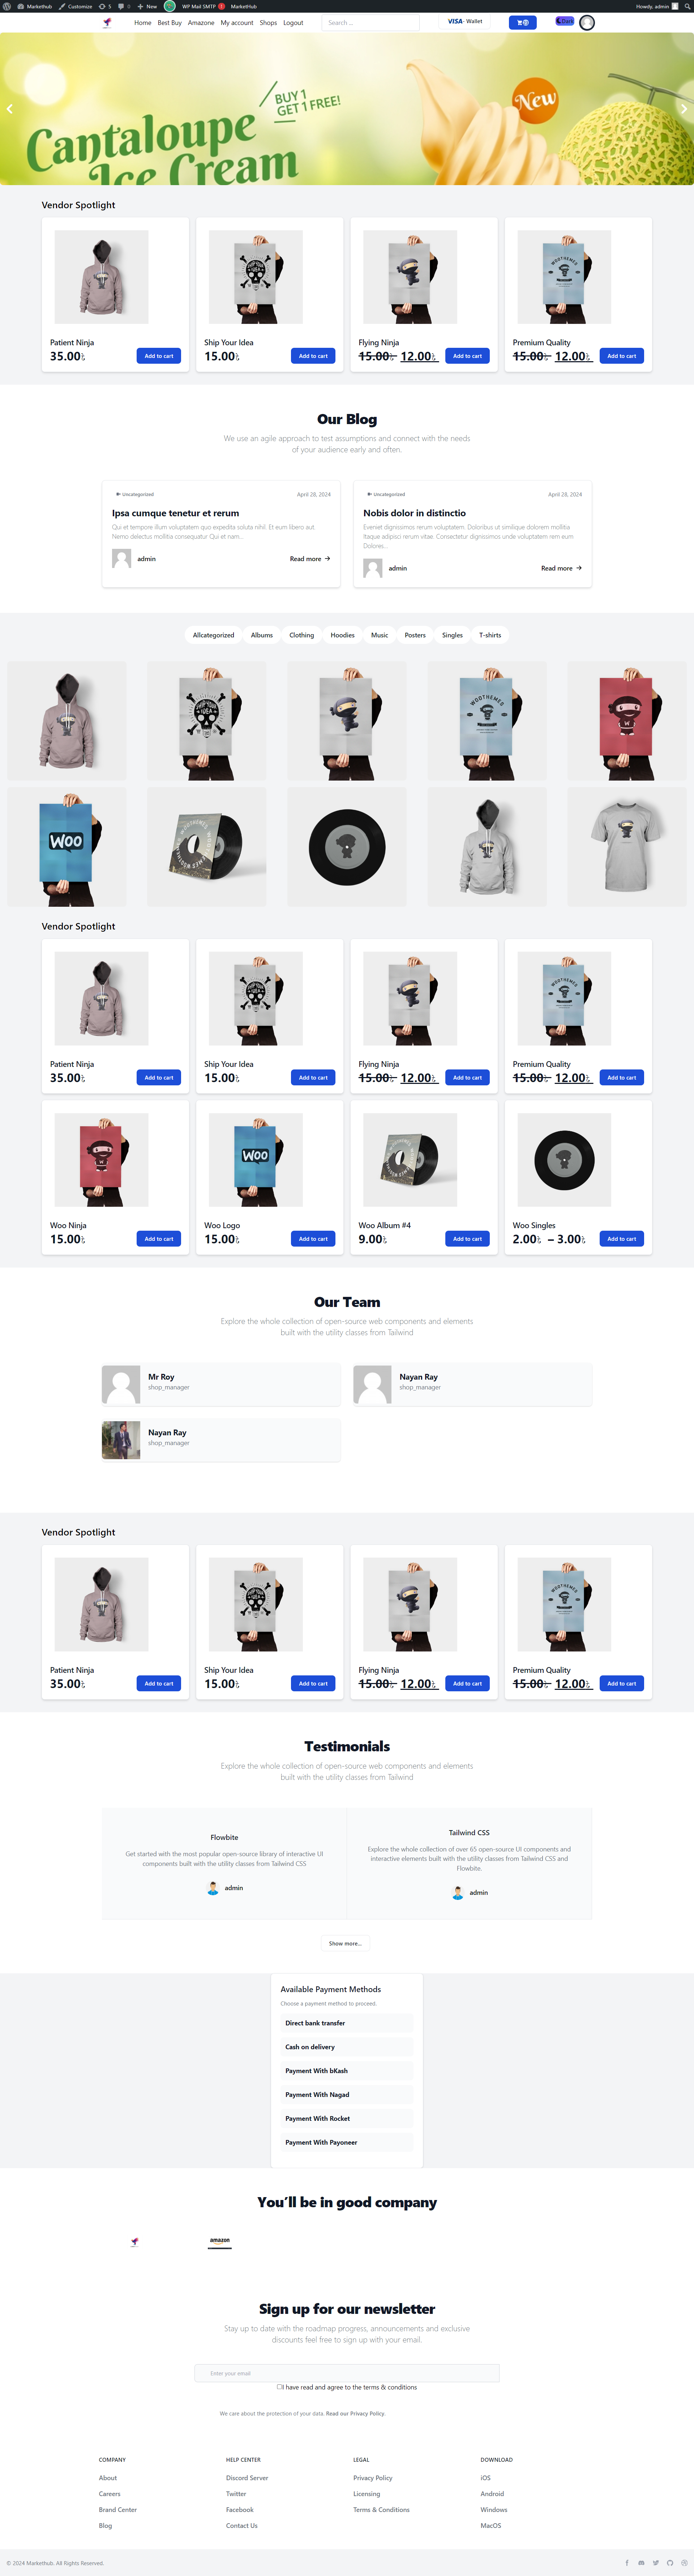 Markethub Customize 5 0 New WP Mail SMTP 1 MarketHub Howdy, admin
Home Best Buy Amazone My account Shops Logout Search ... VISA - Wallet Dark
BUY 1
GET 1 FREE!
New
Cantaloupe
Ice Cream
Vendor Spotlight
Patient Ninja
35.00৳
Add to cart
Ship Your Idea
15.00৳
Add to cart
Flying Ninja
15.00৳ 12.00৳
Add to cart
Premium Quality
15.00৳ 12.00৳
Add to cart
Our Blog
We use an agile approach to test assumptions and connect with the needs
of your audience early and often.
Uncategorized April 28, 2024
Ipsa cumque tenetur et rerum
Qui et tempore illum voluptatem quo expedita soluta nihil. Et eum libero aut.
Nemo delectus mollitia consequatur Qui et nam...
admin Read more →
Uncategorized April 28, 2024
Nobis dolor in distinctio
Eveniet dignissimos rerum voluptatem. Doloribus ut similique dolorem mollitia
itaque adipisci rerum vitae. Consectetur dignissimos unde voluptatem rem eum
Dolores...
admin Read more →
Allcategorized Albums Clothing Hoodies Music Posters Singles T-shirts
WOOTHEMES
WOO
Vendor Spotlight
Patient Ninja
35.00৳
Add to cart
Ship Your Idea
15.00৳
Add to cart
Flying Ninja
15.00৳ 12.00৳
Add to cart
Premium Quality
15.00৳ 12.00৳
Add to cart
WOO
Woo Ninja
15.00৳
Add to cart
Woo Logo
15.00৳
Add to cart
Woo Album #4
9.00৳
Add to cart
Woo Singles
2.00৳ – 3.00৳
Add to cart
Our Team
Explore the whole collection of open-source web components and elements
built with the utility classes from Tailwind
Mr Roy
shop_manager
Nayan Ray
shop_manager
Nayan Ray
shop_manager
Vendor Spotlight
Patient Ninja
35.00৳
Add to cart
Ship Your Idea
15.00৳
Add to cart
Flying Ninja
15.00৳ 12.00৳
Add to cart
Premium Quality
15.00৳ 12.00৳
Add to cart
Testimonials
Explore the whole collection of open-source web components and elements
built with the utility classes from Tailwind
Flowbite
Get started with the most popular open-source library of interactive UI
components built with the utility classes from Tailwind CSS
admin
Tailwind CSS
Explore the whole collection of over 65 open-source UI components and
interactive elements built with the utility classes from Tailwind CSS and
Flowbite.
admin
Show more...
Available Payment Methods
Choose a payment method to proceed.
Direct bank transfer
Cash on delivery
Payment With bKash
Payment With Nagad
Payment With Rocket
Payment With Payoneer
You'll be in good company
amazon
Sign up for our newsletter
Stay up to date with the roadmap progress, announcements and exclusive
discounts feel free to sign up with your email.
Enter your email
I have read and agree to the terms & conditions
We care about the protection of your data. Read our Privacy Policy.
COMPANY
About
Careers
Brand Center
Blog
HELP CENTER
Discord Server
Twitter
Facebook
Contact Us
LEGAL
Privacy Policy
Licensing
Terms & Conditions
DOWNLOAD
iOS
Android
Windows
MacOS
© 2024 Markethub. All Rights Reserved.